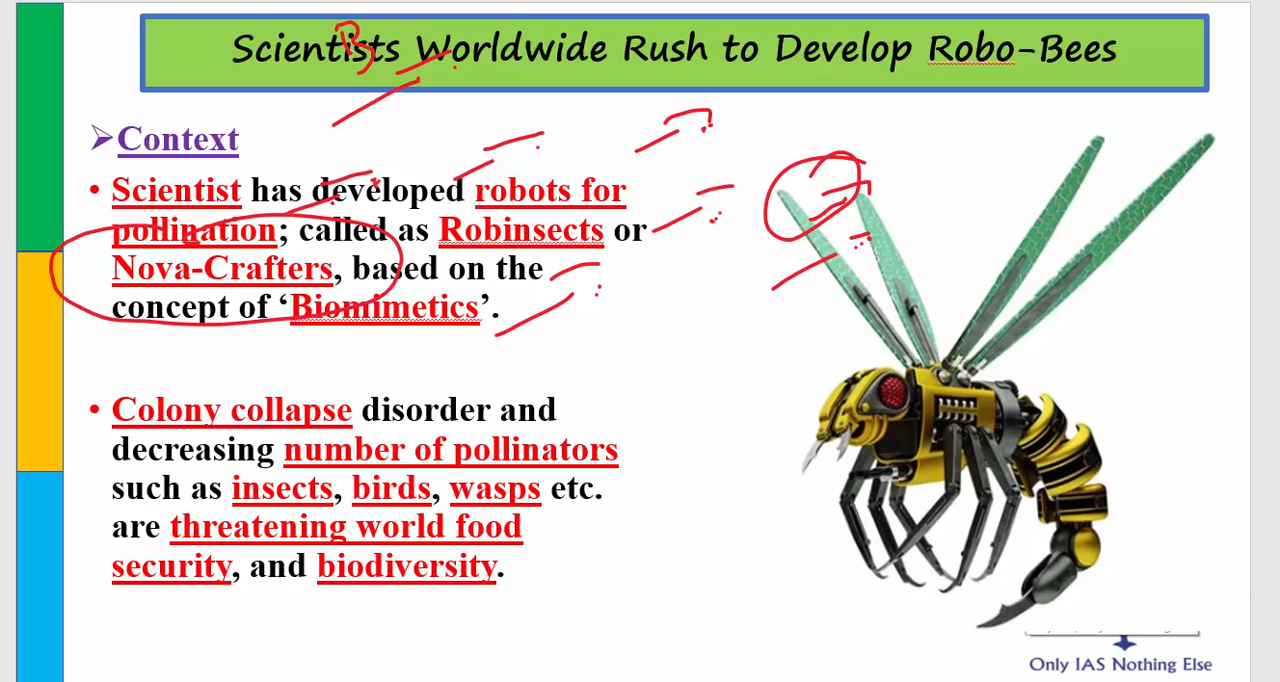 Scientists Worldwide Rush to Develop Robo-Bees
Context
• Scientist has developed robots for
pollination; called as Robinsects or
Nova-Crafters, based on the
concept of ‘Biomimetics’.
• Colony collapse disorder and
decreasing number of pollinators
such as insects, birds, wasps etc.
are threatening world food
security, and biodiversity.
Only IAS Nothing Else